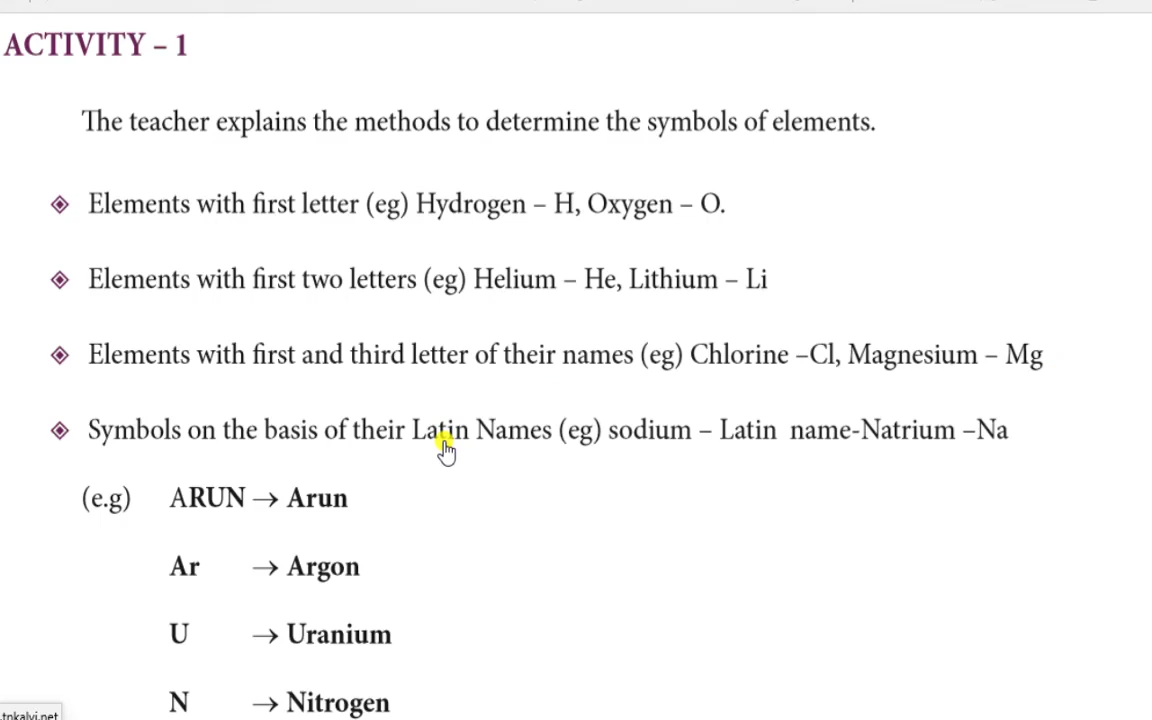 ACTIVITY – 1
The teacher explains the methods to determine the symbols of elements.
Elements with first letter (eg) Hydrogen – H, Oxygen – O.
Elements with first two letters (eg) Helium – He, Lithium – Li
Elements with first and third letter of their names (eg) Chlorine –Cl, Magnesium – Mg
Symbols on the basis of their Latin Names (eg) sodium – Latin name-Natrium –Na
(e.g) ARUN → Arun
Ar → Argon
U → Uranium
N → Nitrogen
.tnkalvi.net